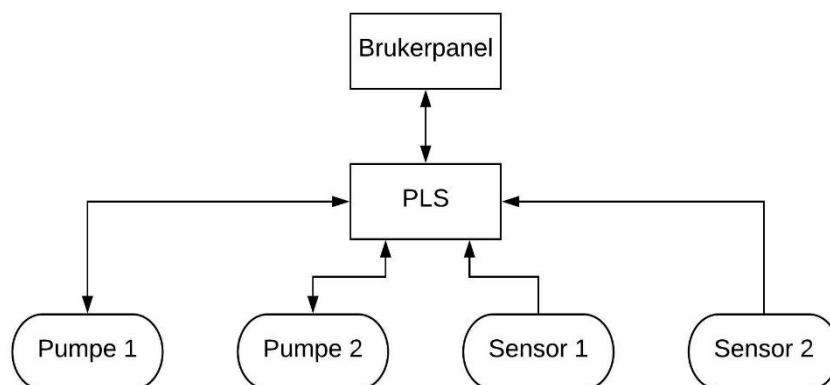 Brukerpanel
PLS
Pumpe 1
Pumpe 2
Sensor 1
Sensor 2